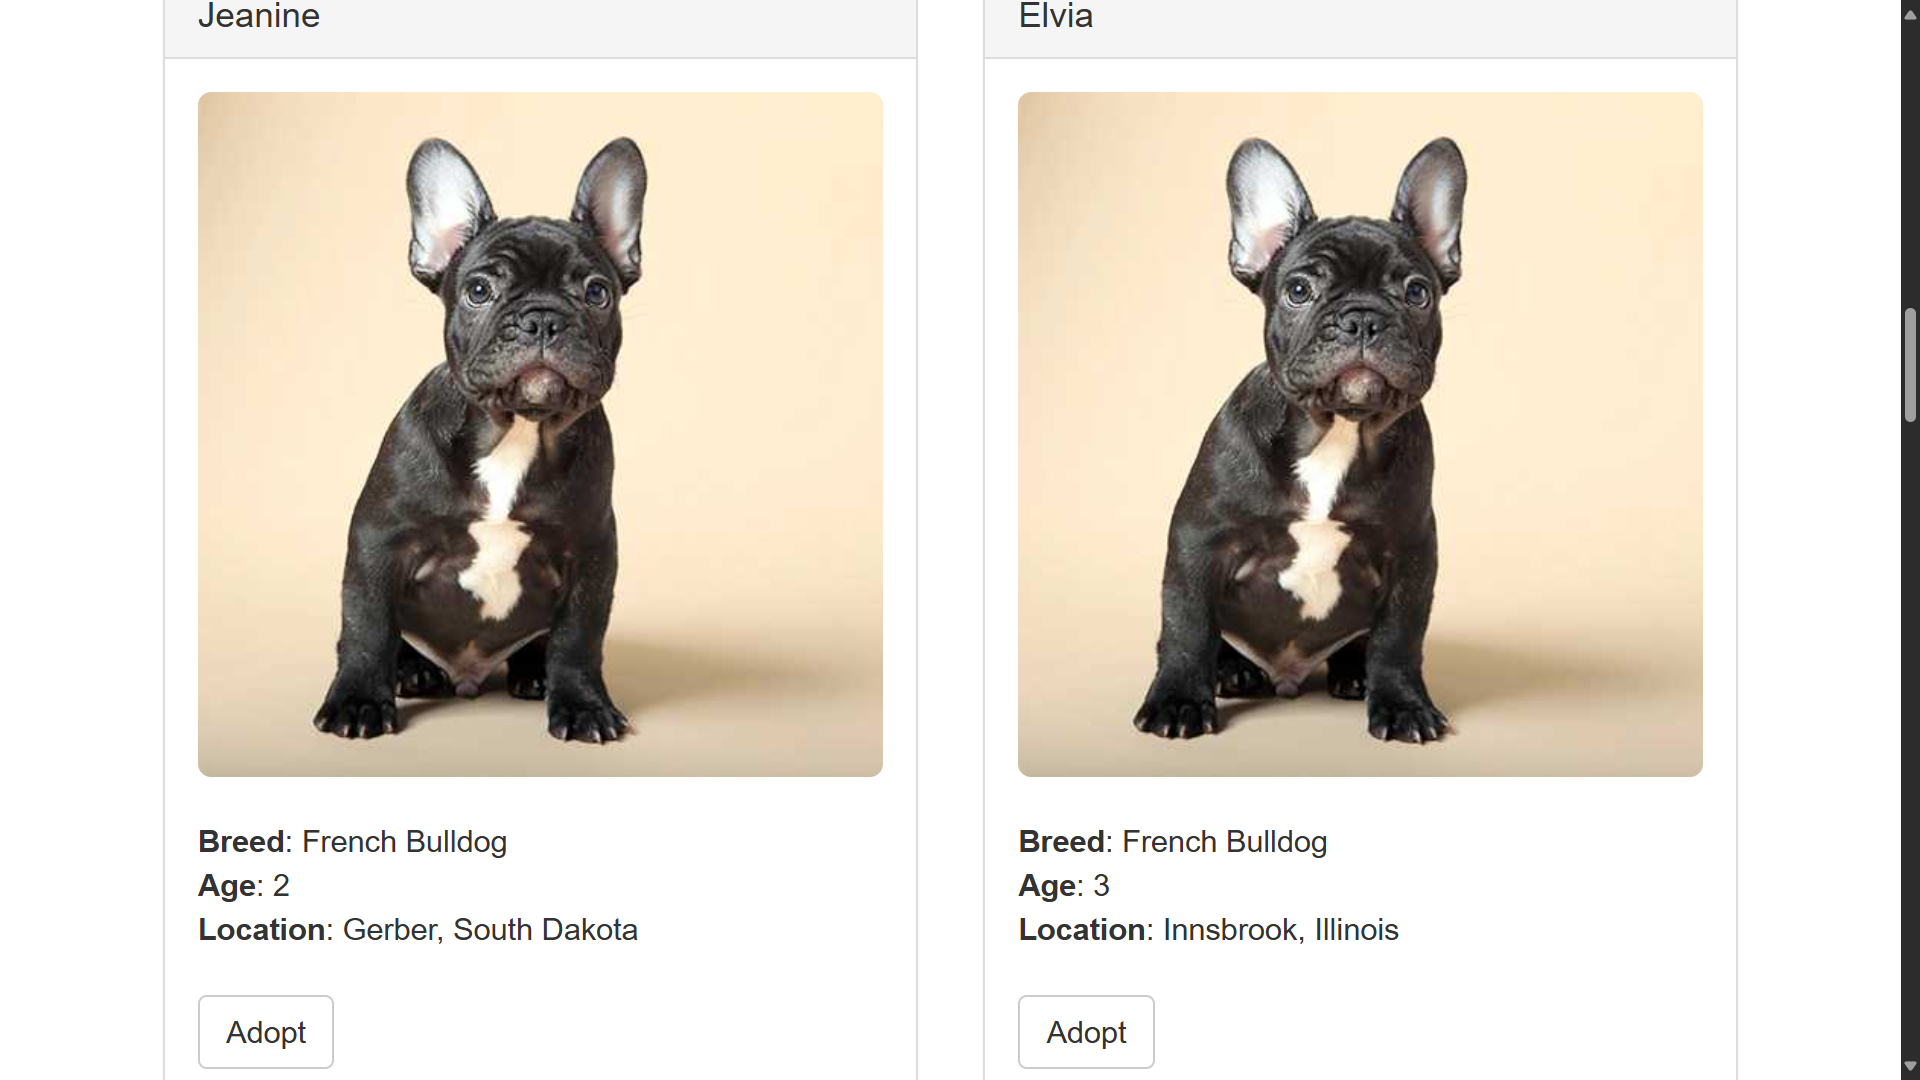 Jeanine
Breed: French Bulldog
Age: 2
Location: Gerber, South Dakota
Adopt
Elvia
Breed: French Bulldog
Age: 3
Location: Innsbrook, Illinois
Adopt